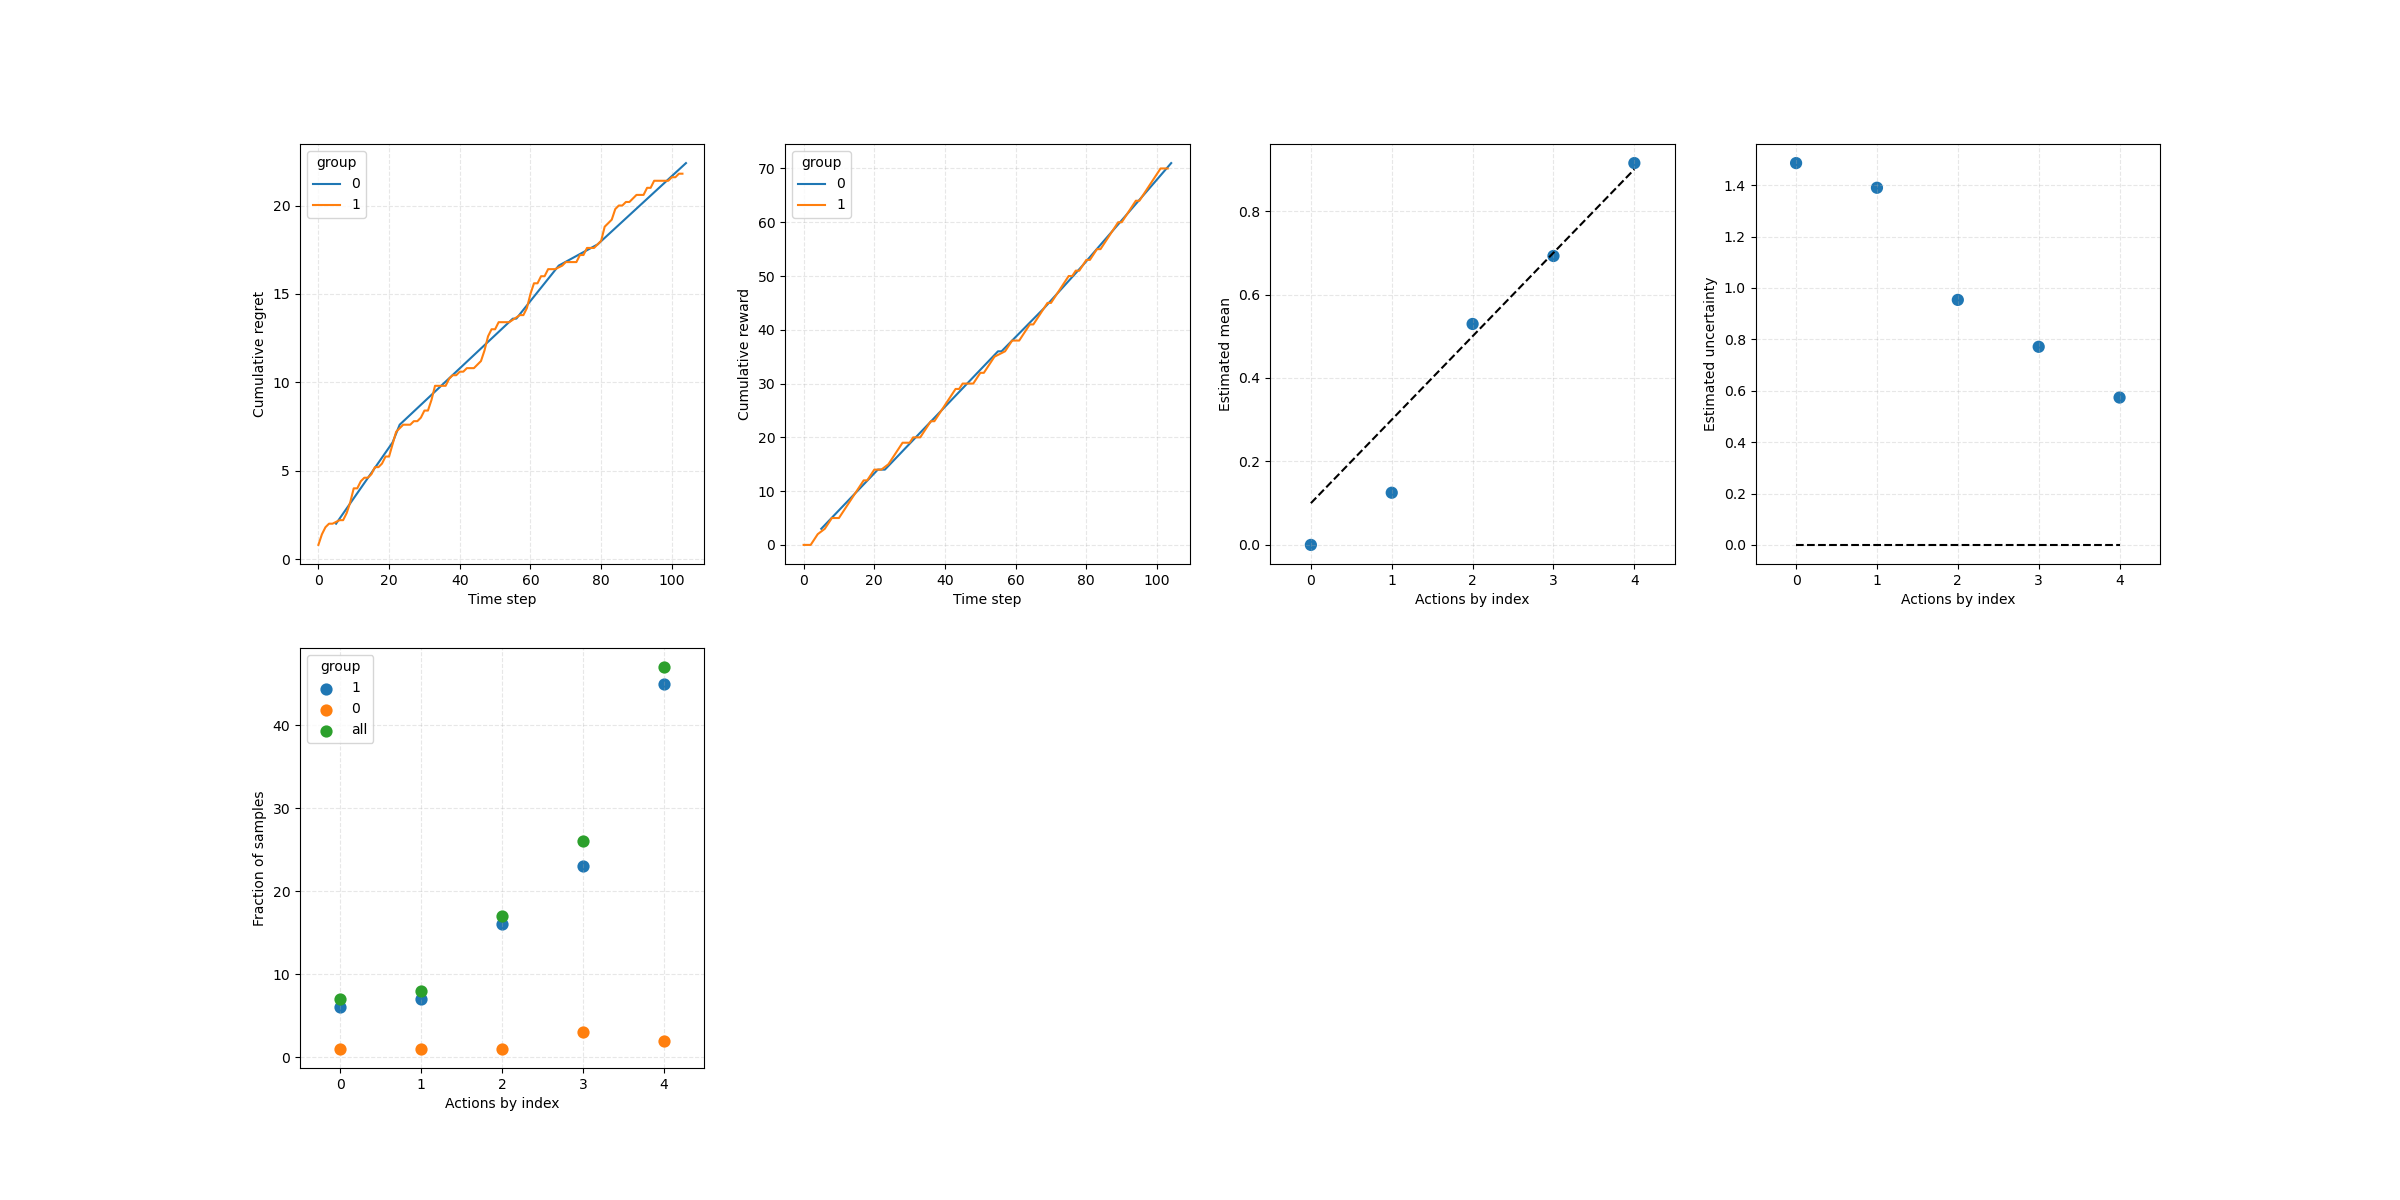 group
0
1
20
15
10
5
0
Cumulative regret
0 20 40 60 80 100
Time step
group
0
1
70
60
50
40
30
20
10
0
Cumulative reward
0 20 40 60 80 100
Time step
0.8
0.6
0.4
0.2
0.0
Estimated mean
0 1 2 3 4
Actions by index
1.4
1.2
1.0
0.8
0.6
0.4
0.2
0.0
Estimated uncertainty
0 1 2 3 4
Actions by index
group
1
0
all
40
30
20
10
0
Fraction of samples
0 1 2 3 4
Actions by index